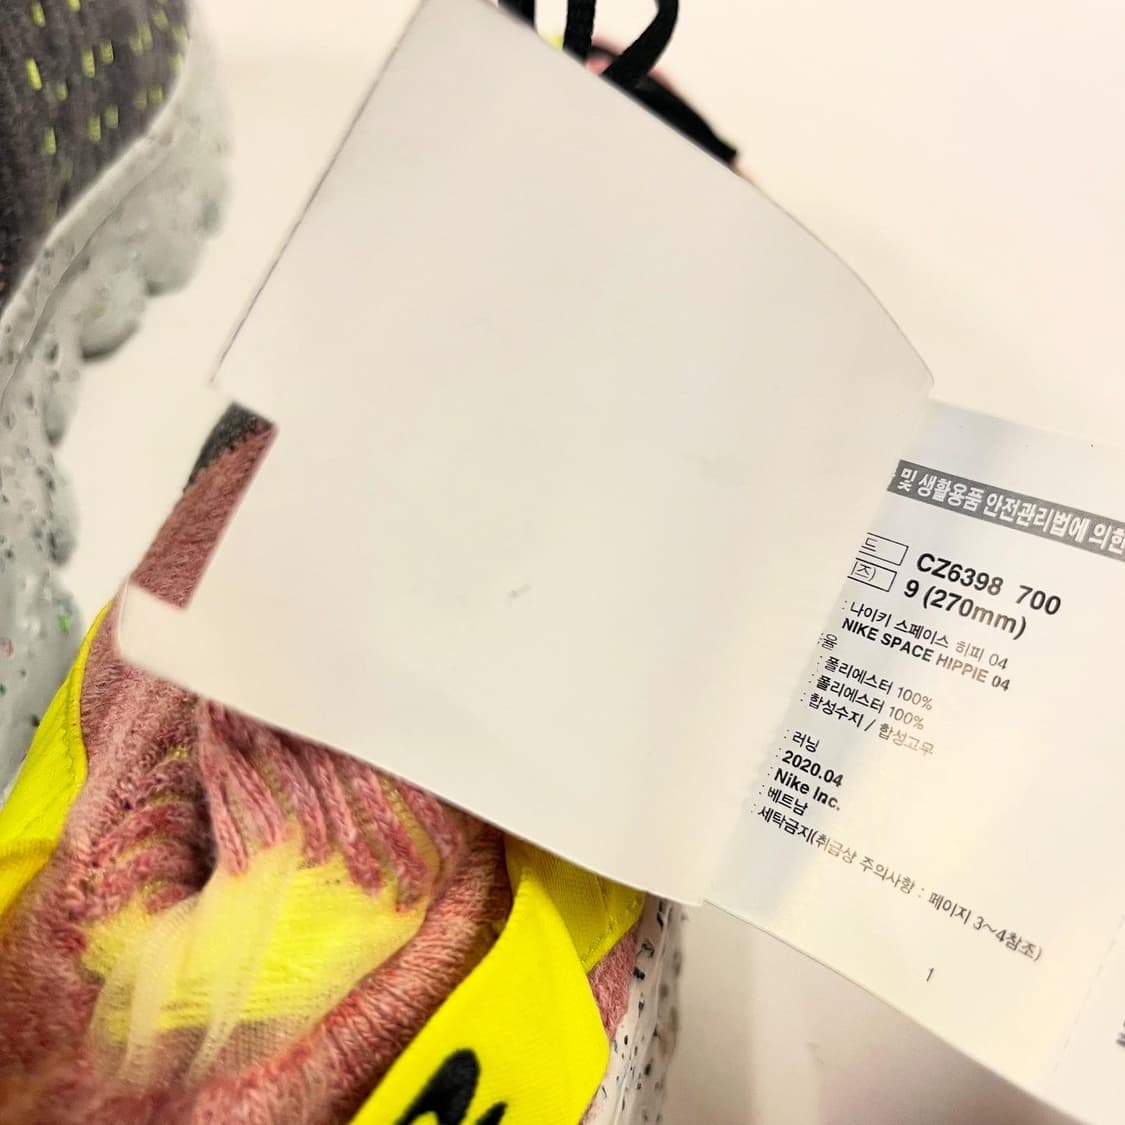 및 생활용품 안전관리법에 의한
드 CZ6398 700
즈) 9 (270mm)
: 나이키 스페이스 히피 04
NIKE SPACE HIPPIE 04
용
: 폴리에스터 100%
: 폴리에스터 100%
: 합성수지 / 합성고무
: 러닝
: 2020.04
: Nike Inc.
: 베트남
: 세탁금지(취급상 주의사항 : 페이지 3~4참조)
1